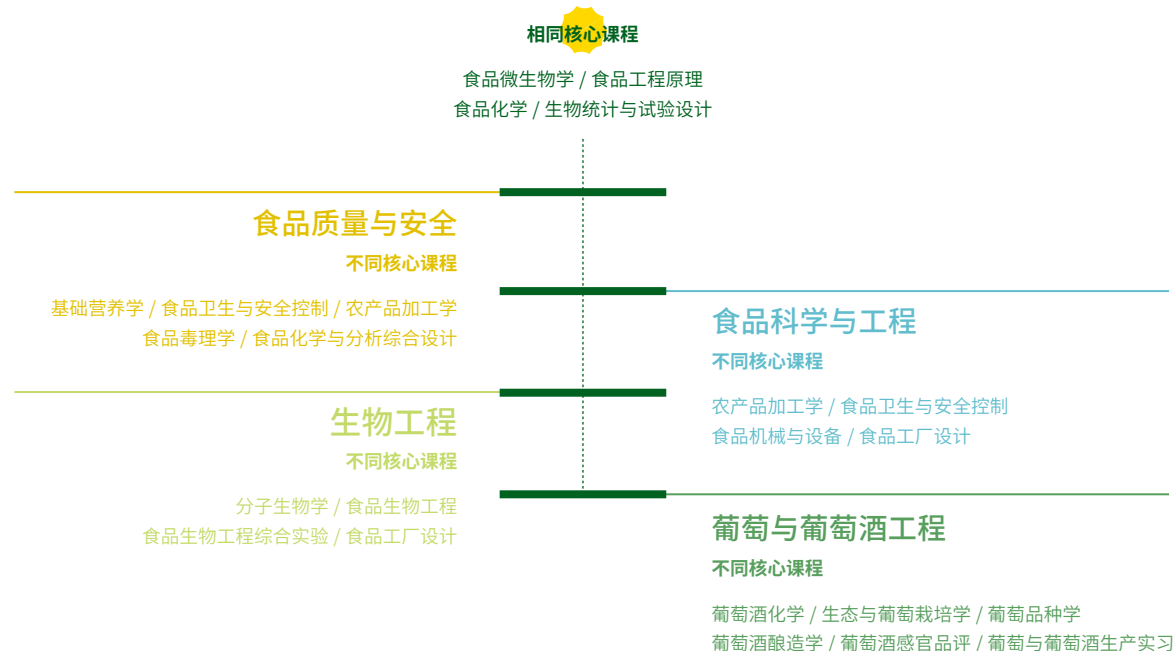 相同核心课程
食品微生物学 / 食品工程原理
食品化学 / 生物统计与试验设计
食品质量与安全
不同核心课程
基础营养学 / 食品卫生与安全控制 / 农产品加工学
食品毒理学 / 食品化学与分析综合设计
食品科学与工程
不同核心课程
农产品加工学 / 食品卫生与安全控制
食品机械与设备 / 食品工厂设计
生物工程
不同核心课程
分子生物学 / 食品生物工程
食品生物工程综合实验 / 食品工厂设计
葡萄与葡萄酒工程
不同核心课程
葡萄酒化学 / 生态与葡萄栽培学 / 葡萄品种学
葡萄酒酿造学 / 葡萄酒感官品评 / 葡萄与葡萄酒生产实习